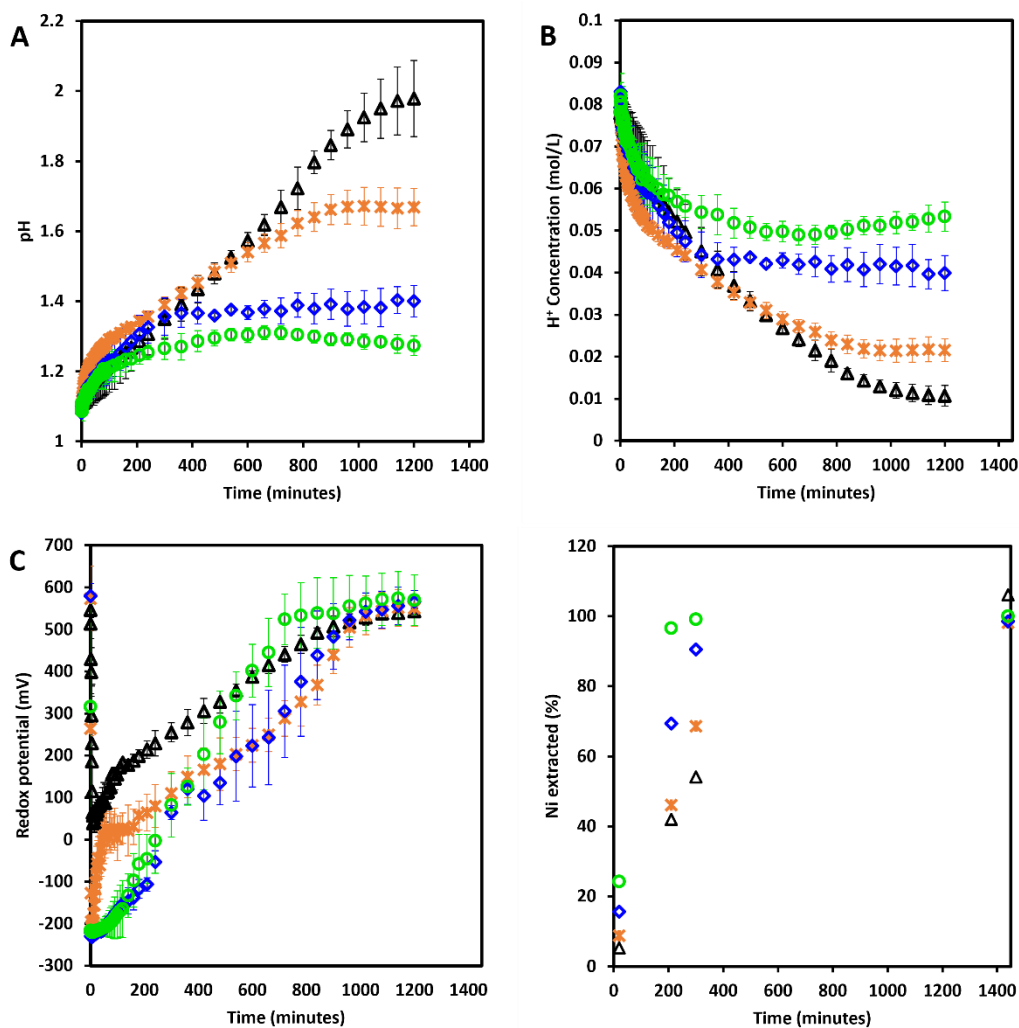 A
pH
2.2
2
1.8
1.6
1.4
1.2
1
0 200 400 600 800 1000 1200 1400
Time (minutes)
B
H⁺ Concentration (mol/L)
0.1
0.09
0.08
0.07
0.06
0.05
0.04
0.03
0.02
0.01
0
0 200 400 600 800 1000 1200 1400
Time (minutes)
C
Redox potential (mV)
700
600
500
400
300
200
100
0
-100
-200
-300
0 200 400 600 800 1000 1200 1400
Time (minutes)
Ni extracted (%)
120
100
80
60
40
20
0
0 200 400 600 800 1000 1200 1400
Time (minutes)